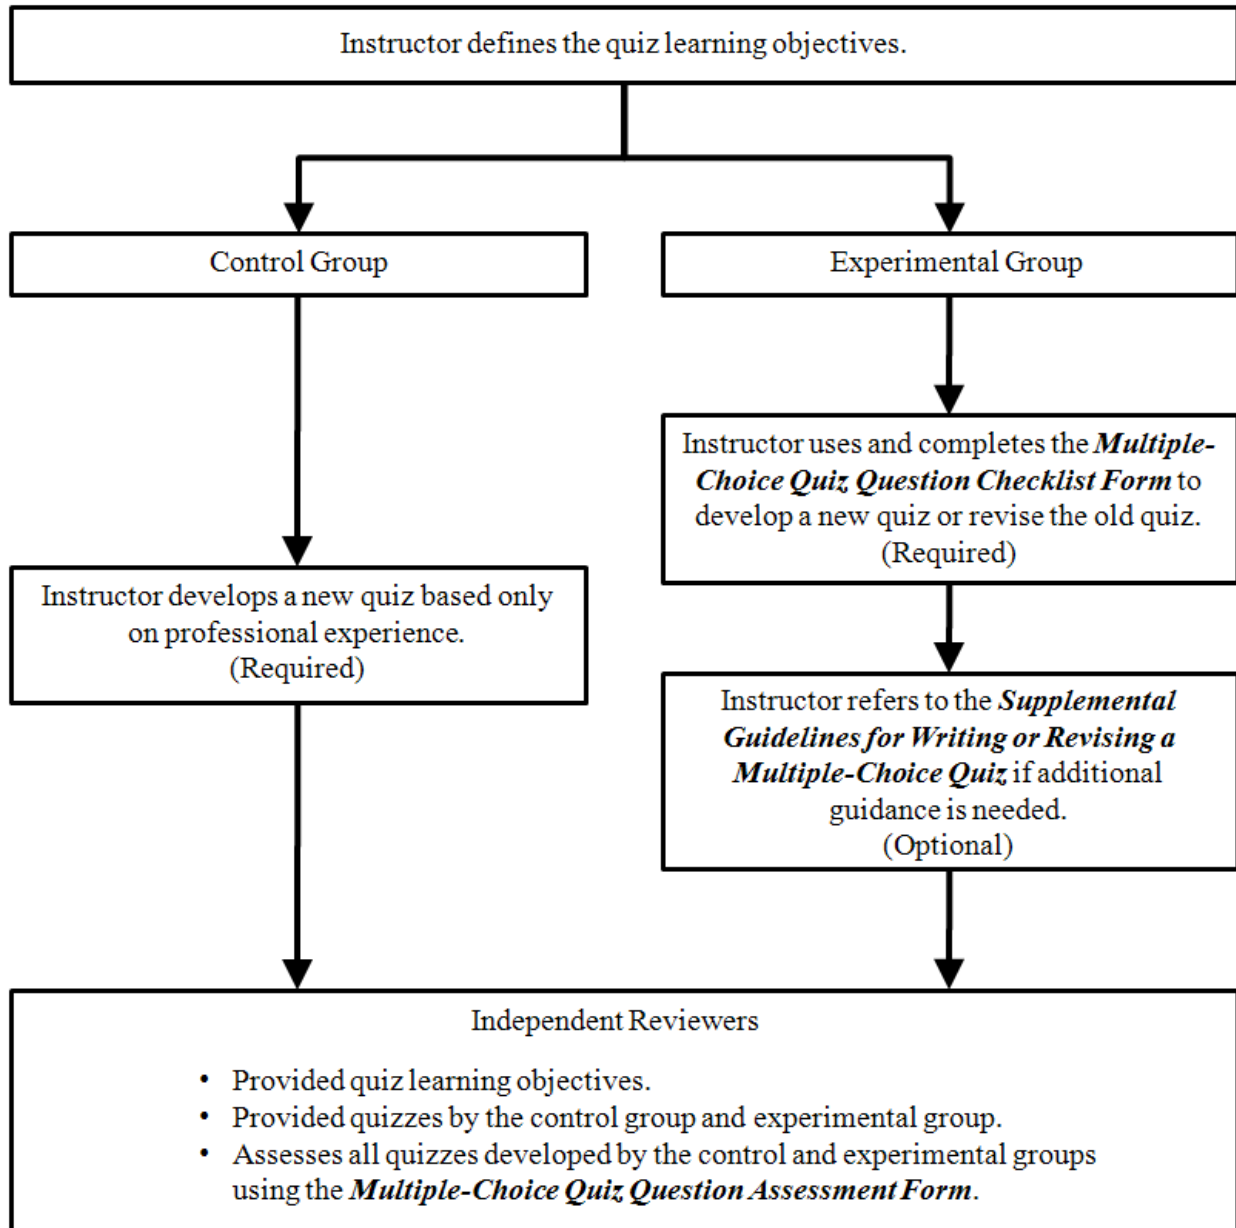 Instructor defines the quiz learning objectives.
Control Group
Experimental Group
Instructor uses and completes the Multiple-
Choice Quiz Question Checklist Form to
develop a new quiz or revise the old quiz.
(Required)
Instructor develops a new quiz based only
on professional experience.
(Required)
Instructor refers to the Supplemental
Guidelines for Writing or Revising a
Multiple-Choice Quiz if additional
guidance is needed.
(Optional)
Independent Reviewers
• Provided quiz learning objectives.
• Provided quizzes by the control group and experimental group.
• Assesses all quizzes developed by the control and experimental groups
using the Multiple-Choice Quiz Question Assessment Form.